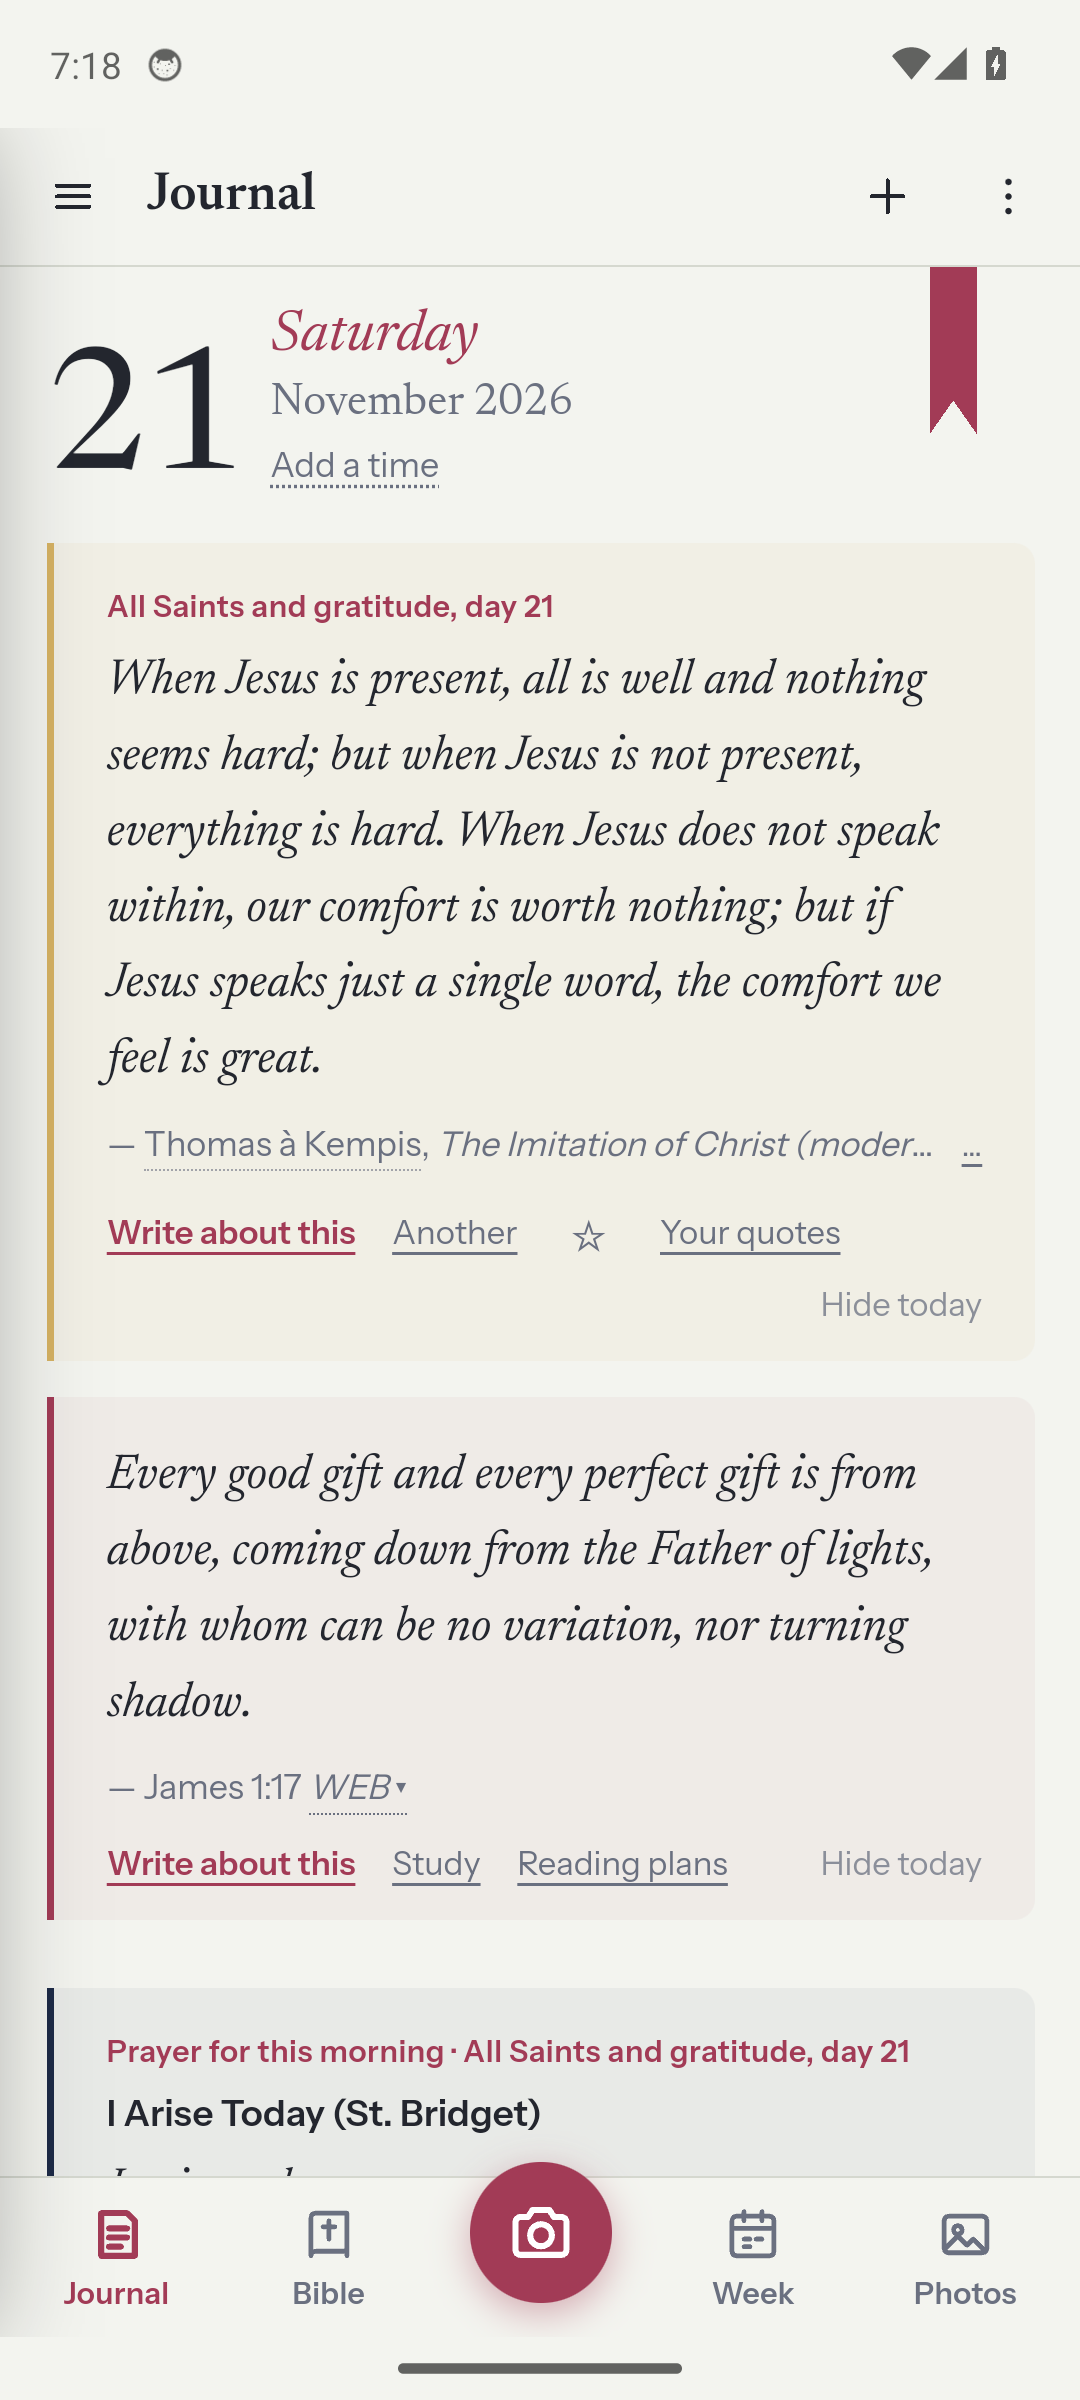 7:18
Journal
21
Saturday
November 2026
Add a time
All Saints and gratitude, day 21
When Jesus is present, all is well and nothing
seems hard; but when Jesus is not present,
everything is hard. When Jesus does not speak
within, our comfort is worth nothing; but if
Jesus speaks just a single word, the comfort we
feel is great.
— Thomas à Kempis, The Imitation of Christ (moder... ...
Write about this Another ☆ Your quotes
Hide today
Every good gift and every perfect gift is from
above, coming down from the Father of lights,
with whom can be no variation, nor turning
shadow.
— James 1:17 WEB ▾
Write about this Study Reading plans Hide today
Prayer for this morning · All Saints and gratitude, day 21
I Arise Today (St. Bridget)
Journal Bible Week Photos